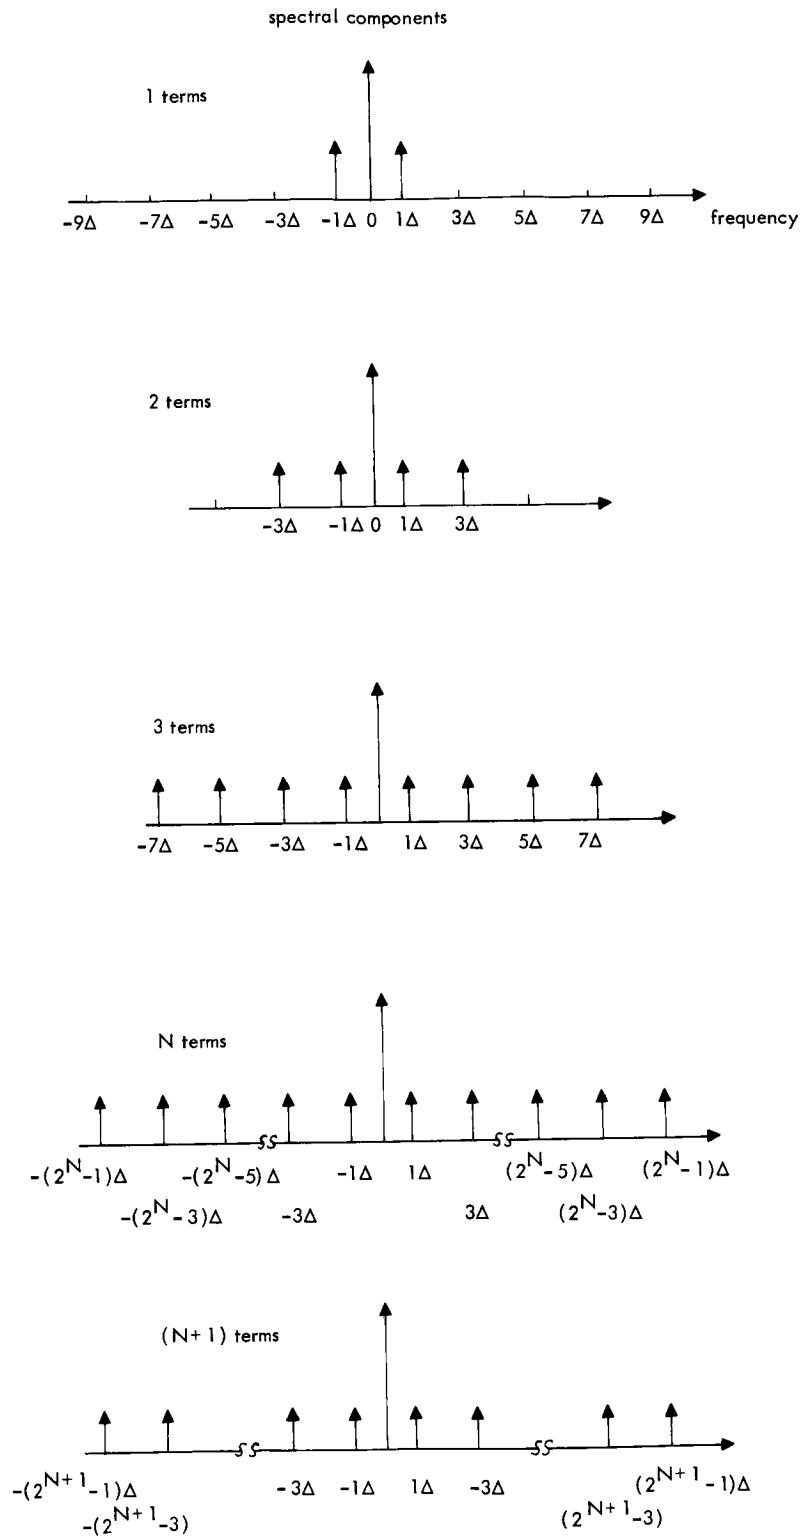 spectral components
1 terms
-9Δ -7Δ -5Δ -3Δ -1Δ 0 1Δ 3Δ 5Δ 7Δ 9Δ frequency
2 terms
-3Δ -1Δ 0 1Δ 3Δ
3 terms
-7Δ -5Δ -3Δ -1Δ 1Δ 3Δ 5Δ 7Δ
N terms
-(2^N-1)Δ -(2^N-5)Δ -1Δ 1Δ (2^N-5)Δ (2^N-1)Δ
-(2^N-3)Δ -3Δ 3Δ (2^N-3)Δ
(N+1) terms
-(2^N+1-1)Δ -3Δ -1Δ 1Δ -3Δ (2^N+1-1)Δ
-(2^N+1-3) (2^N+1-3)